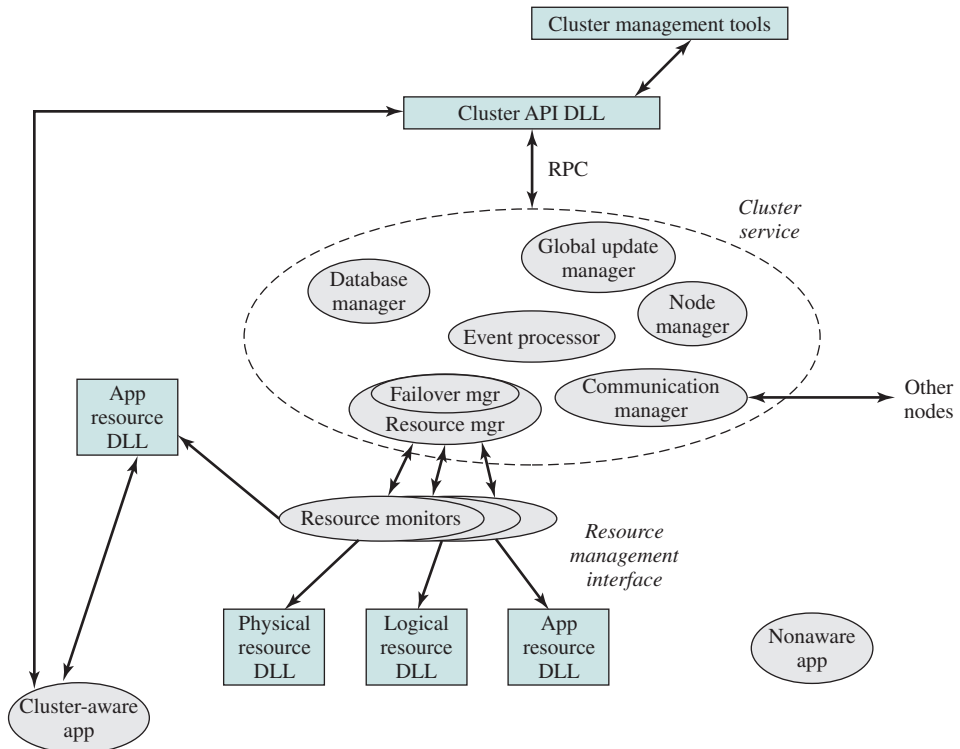 Cluster management tools
Cluster API DLL
RPC
Cluster
service
Global update
manager
Database
manager
Node
manager
Event processor
Failover mgr
Resource mgr
Communication
manager
Other
nodes
App
resource
DLL
Resource monitors
Resource
management
interface
Physical
resource
DLL
Logical
resource
DLL
App
resource
DLL
Nonaware
app
Cluster-aware
app